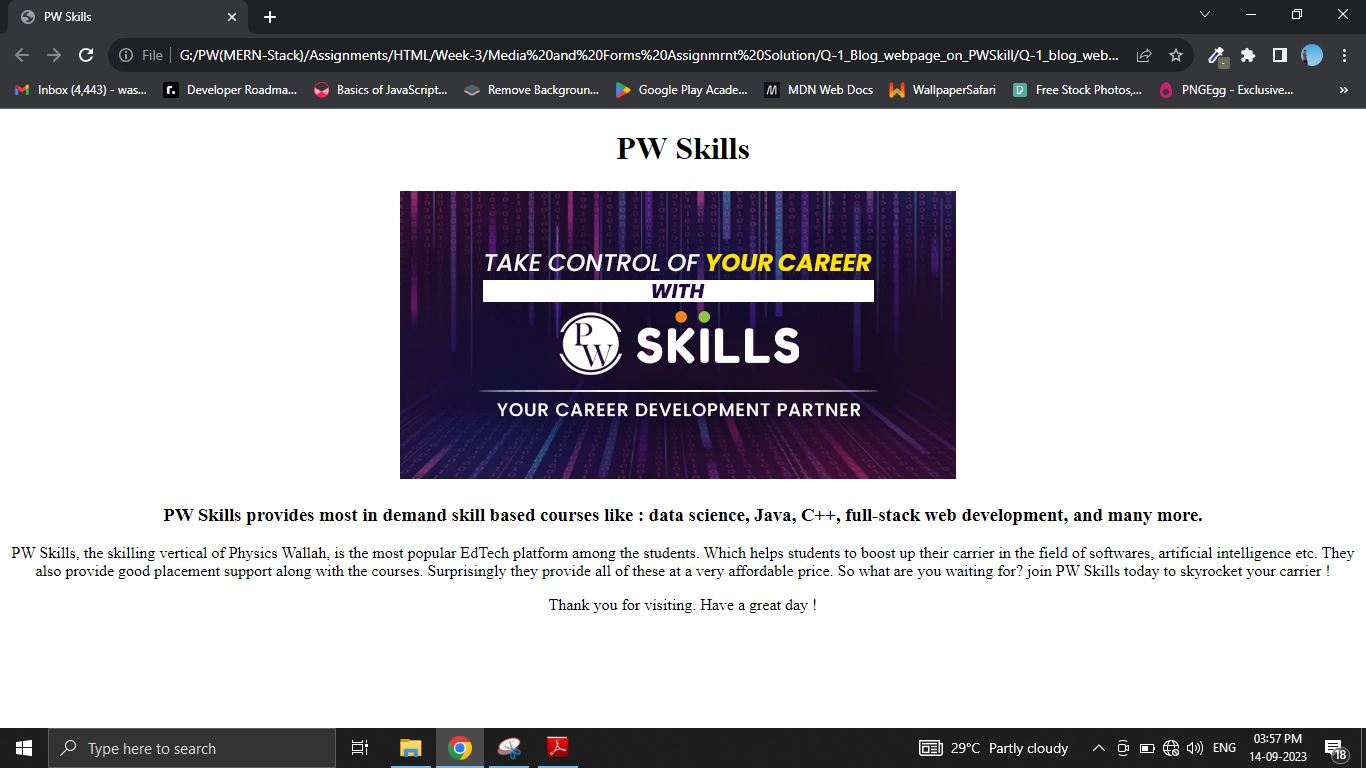 PW Skills
File
G:/PW(MERN-Stack)/Assignments/HTML/Week-3/Media%20and%20Forms%20Assignmrnt%20Solution/Q-1_Blog_webpage_on_PWSkill/Q-1_blog_web...
Inbox (4,443) - was... Developer Roadma... Basics of JavaScript... Remove Backgroun... Google Play Acade... MDN Web Docs WallpaperSafari Free Stock Photos,... PNGEgg - Exclusive... »
PW Skills
TAKE CONTROL OF YOUR CAREER
WITH
PW SKILLS
YOUR CAREER DEVELOPMENT PARTNER
PW Skills provides most in demand skill based courses like : data science, Java, C++, full-stack web development, and many more.
PW Skills, the skilling vertical of Physics Wallah, is the most popular EdTech platform among the students. Which helps students to boost up their carrier in the field of softwares, artificial intelligence etc. They
also provide good placement support along with the courses. Surprisingly they provide all of these at a very affordable price. So what are you waiting for? join PW Skills today to skyrocket your carrier !
Thank you for visiting. Have a great day !
Type here to search
29°C Partly cloudy
ENG
03:57 PM
14-09-2023
18